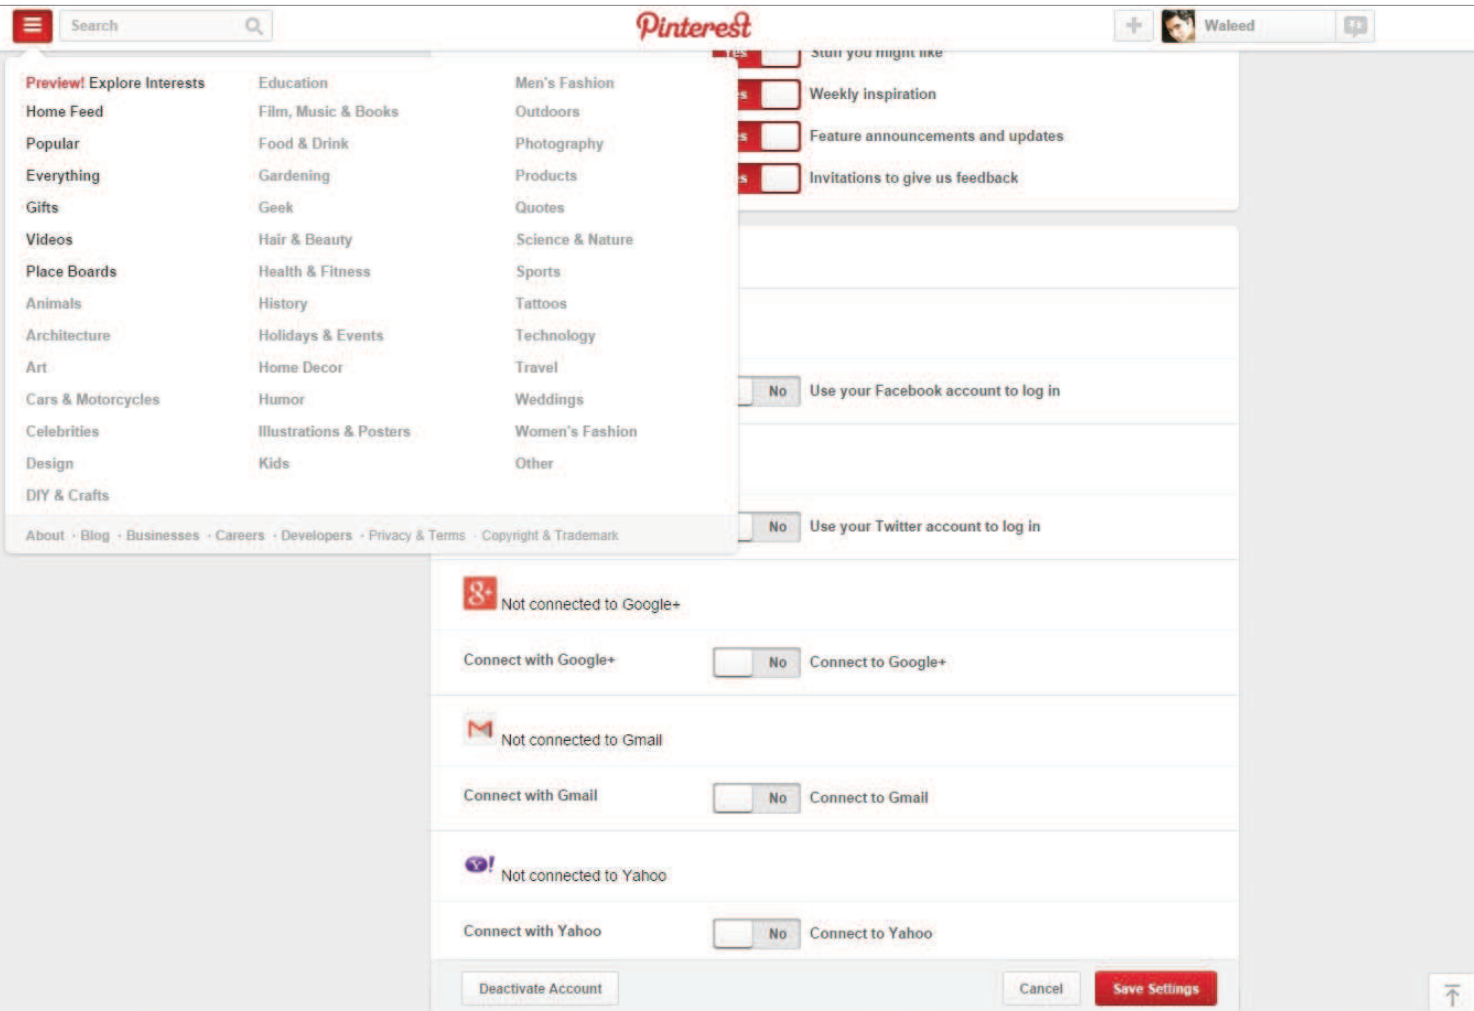 Search
Pinterest
Waleed
Preview! Explore Interests
Home Feed
Popular
Everything
Gifts
Videos
Place Boards
Animals
Architecture
Art
Cars & Motorcycles
Celebrities
Design
DIY & Crafts
Education
Film, Music & Books
Food & Drink
Gardening
Geek
Hair & Beauty
Health & Fitness
History
Holidays & Events
Home Decor
Humor
Illustrations & Posters
Kids
Men's Fashion
Outdoors
Photography
Products
Quotes
Science & Nature
Sports
Tattoos
Technology
Travel
Weddings
Women's Fashion
Other
About · Blog · Businesses · Careers · Developers · Privacy & Terms · Copyright & Trademark
Yes Stuff you might like
s Weekly inspiration
s Feature announcements and updates
s Invitations to give us feedback
No Use your Facebook account to log in
No Use your Twitter account to log in
g+ Not connected to Google+
Connect with Google+ No Connect to Google+
Not connected to Gmail
Connect with Gmail No Connect to Gmail
Y! Not connected to Yahoo
Connect with Yahoo No Connect to Yahoo
Deactivate Account Cancel Save Settings